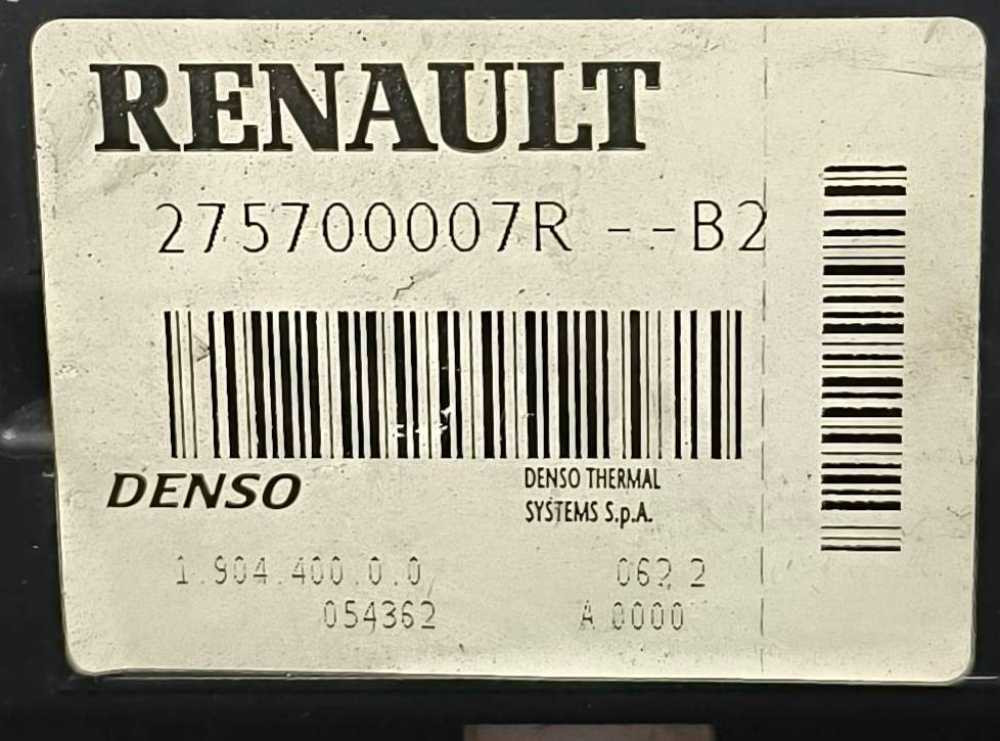 RENAULT
275700007R --B2
DENSO
DENSO THERMAL
SYSTEMS S.p.A.
1.904.400.0.0 062 2
054362 A 0000